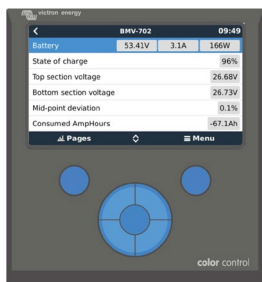 victron energy
BMV-702 09:49
Battery 53.41V 3.1A 166W
State of charge 96%
Top section voltage 26.68V
Bottom section voltage 26.73V
Mid-point deviation 0.1%
Consumed AmpHours -67.1Ah
Pages Menu
color control